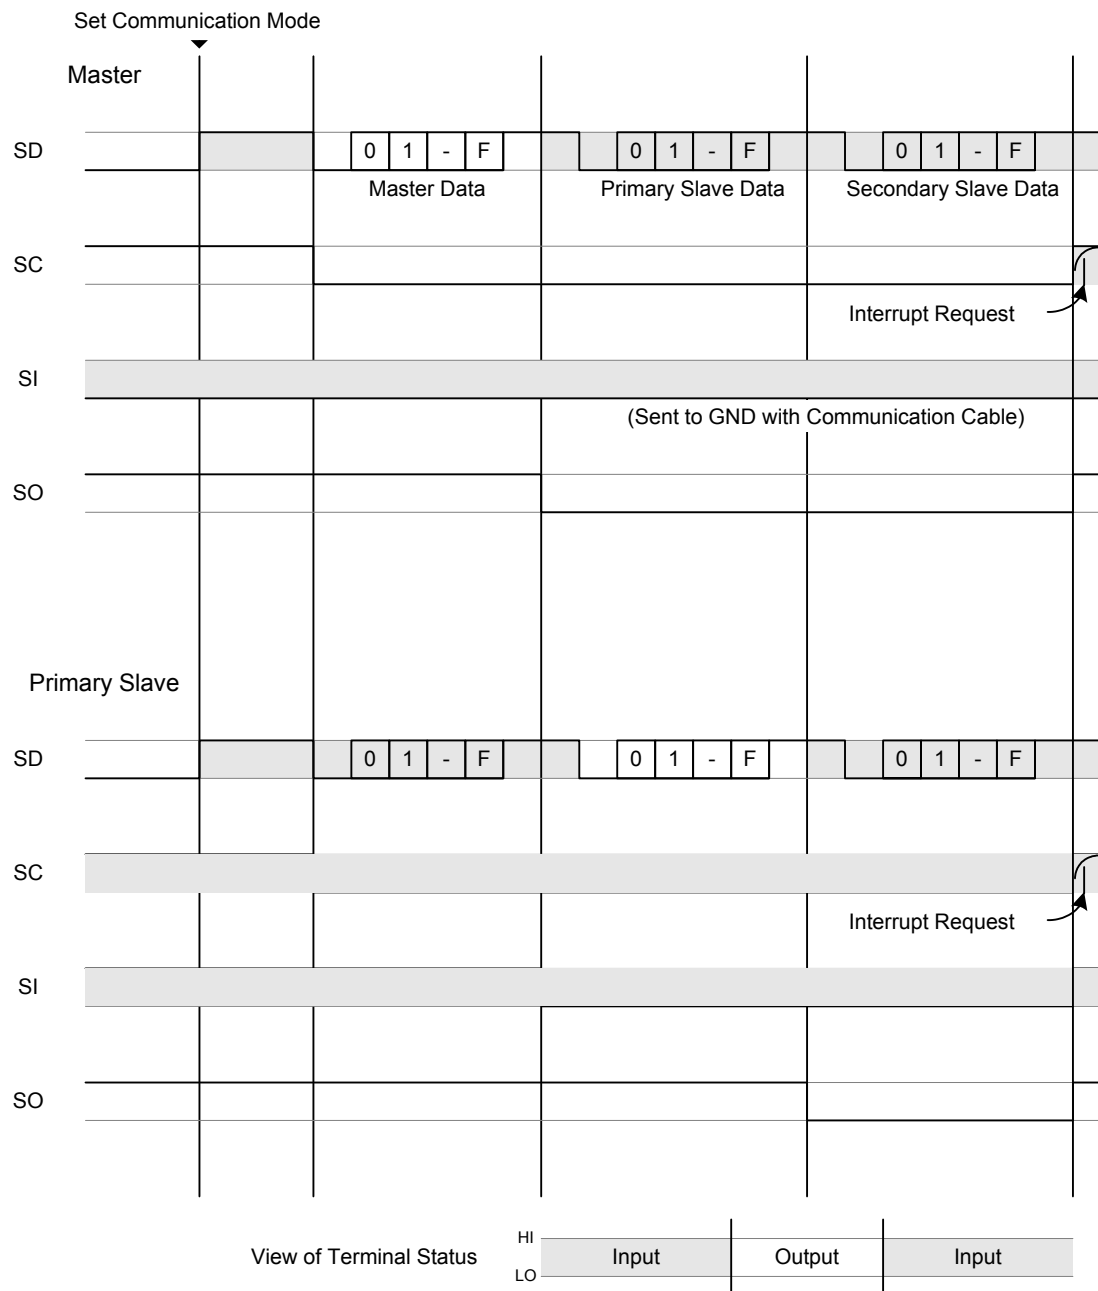 Set Communication Mode
Master
SD 0 1 - F 0 1 - F 0 1 - F
Master Data Primary Slave Data Secondary Slave Data
SC
Interrupt Request
SI
(Sent to GND with Communication Cable)
SO
Primary Slave
SD 0 1 - F 0 1 - F 0 1 - F
SC
Interrupt Request
SI
SO
HI
View of Terminal Status Input Output Input
LO